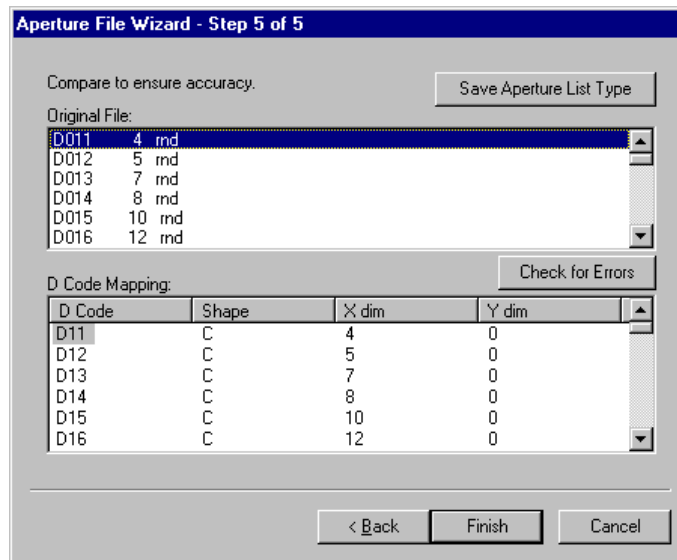 Aperture File Wizard - Step 5 of 5
Compare to ensure accuracy.
Save Aperture List Type
Original File:
D011 4 rnd
D012 5 rnd
D013 7 rnd
D014 8 rnd
D015 10 rnd
D016 12 rnd
Check for Errors
D Code Mapping:
D Code Shape X dim Y dim
D11 C 4 0
D12 C 5 0
D13 C 7 0
D14 C 8 0
D15 C 10 0
D16 C 12 0
< Back Finish Cancel